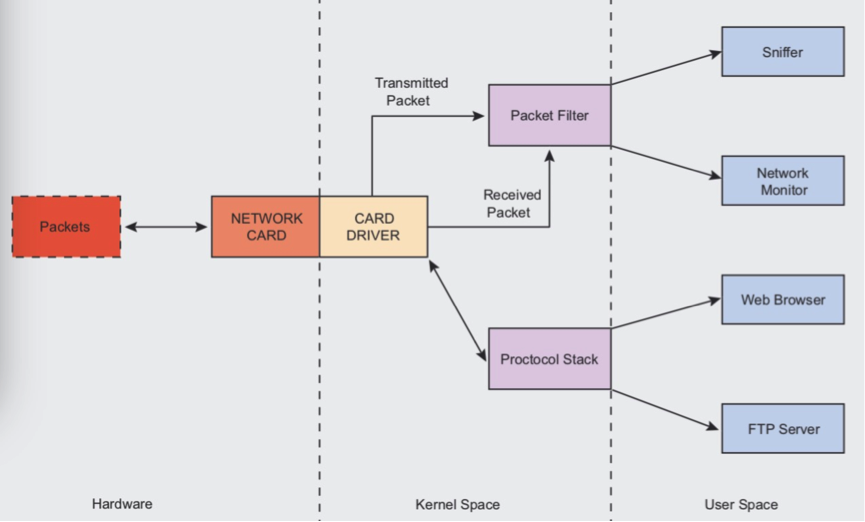 Sniffer
Transmitted
Packet
Packet Filter
Network
Monitor
Received
Packet
Packets
NETWORK
CARD
CARD
DRIVER
Web Browser
Proctocol Stack
FTP Server
Hardware
Kernel Space
User Space